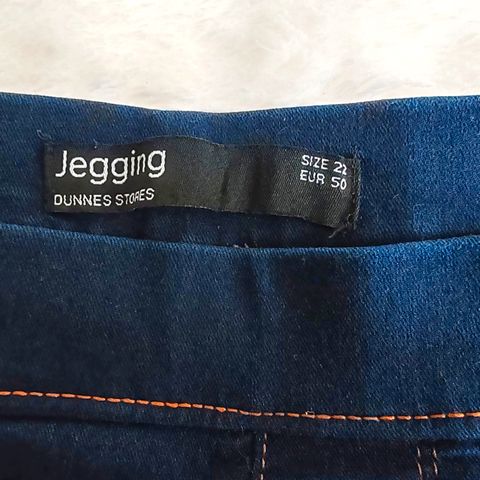 Jegging
DUNNES STORES
SIZE 22
EUR 50